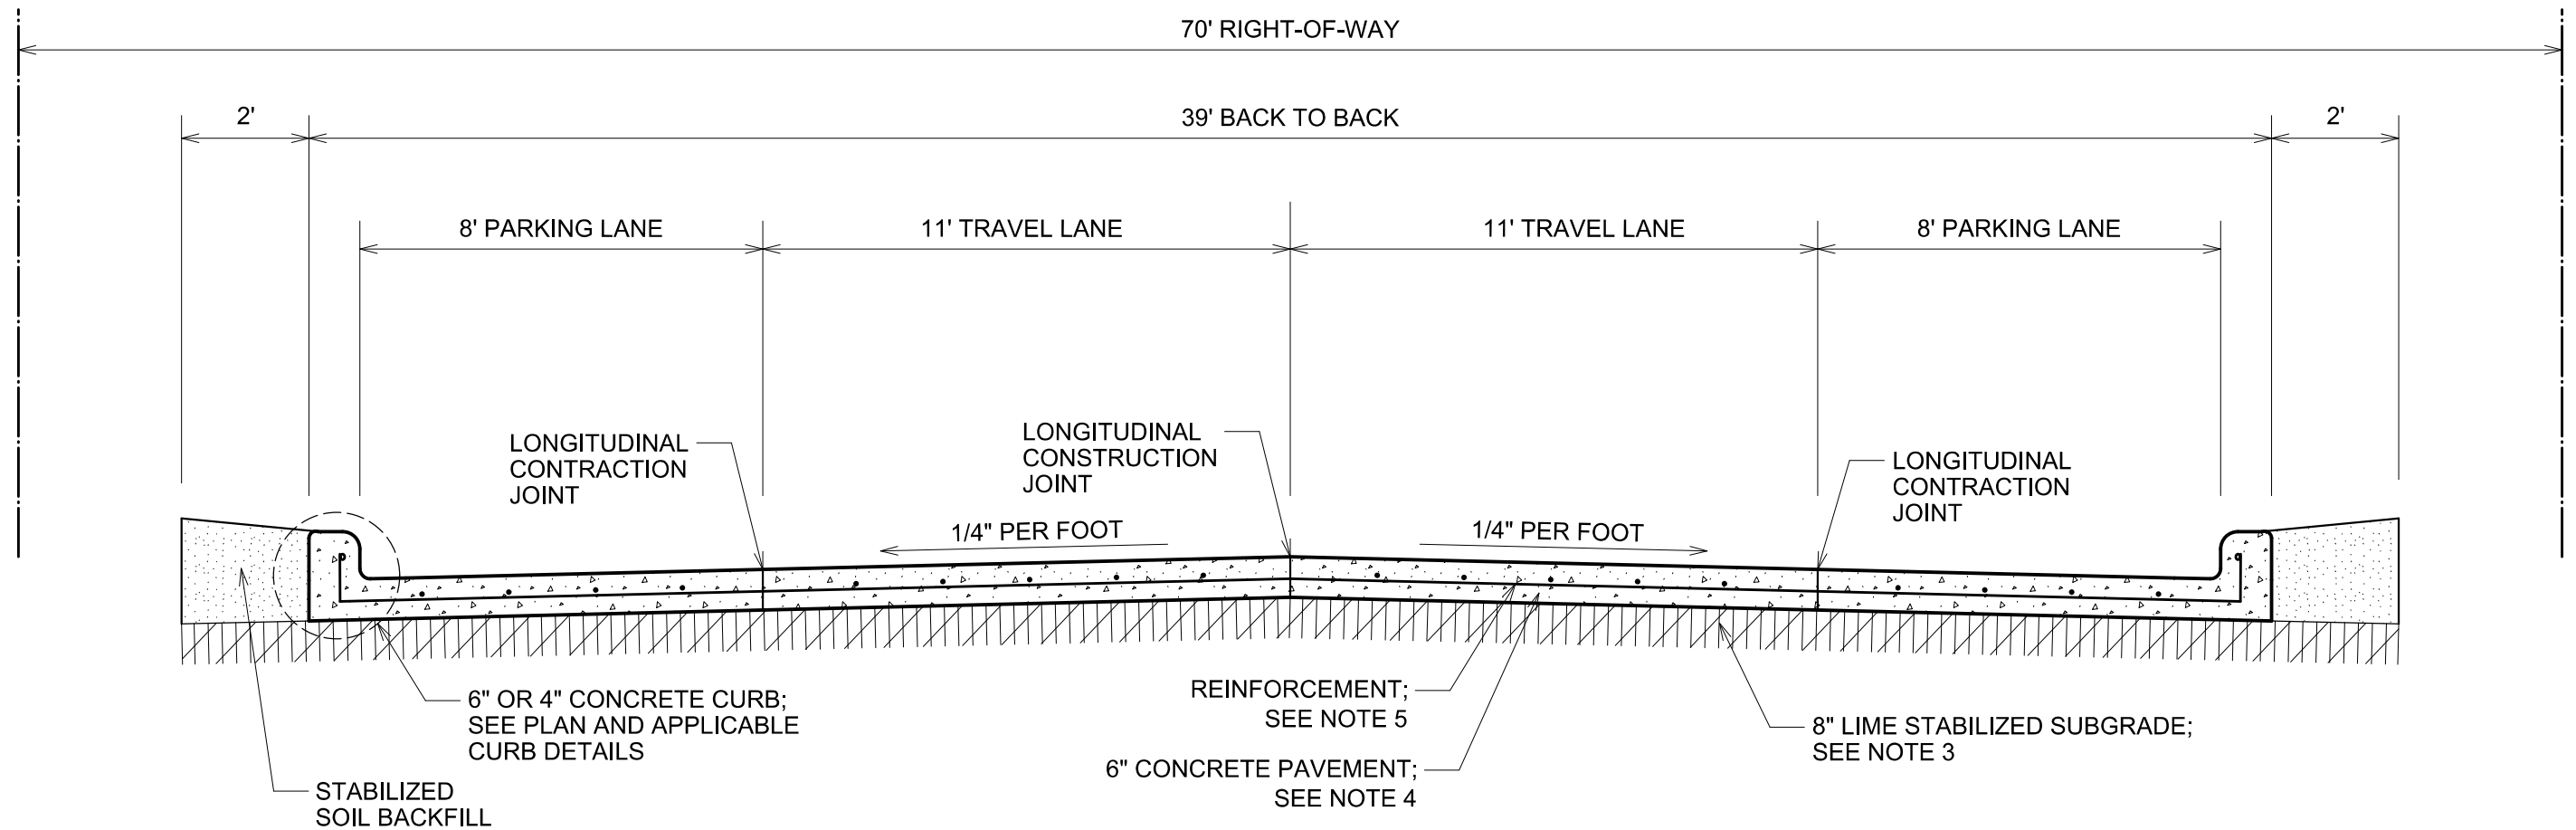 70' RIGHT-OF-WAY
2'
39' BACK TO BACK
2'
8' PARKING LANE
11' TRAVEL LANE
11' TRAVEL LANE
8' PARKING LANE
LONGITUDINAL
CONTRACTION
JOINT
LONGITUDINAL
CONSTRUCTION
JOINT
LONGITUDINAL
CONTRACTION
JOINT
1/4" PER FOOT
1/4" PER FOOT
6" OR 4" CONCRETE CURB;
SEE PLAN AND APPLICABLE
CURB DETAILS
STABILIZED
SOIL BACKFILL
REINFORCEMENT;
SEE NOTE 5
6" CONCRETE PAVEMENT;
SEE NOTE 4
8" LIME STABILIZED SUBGRADE;
SEE NOTE 3